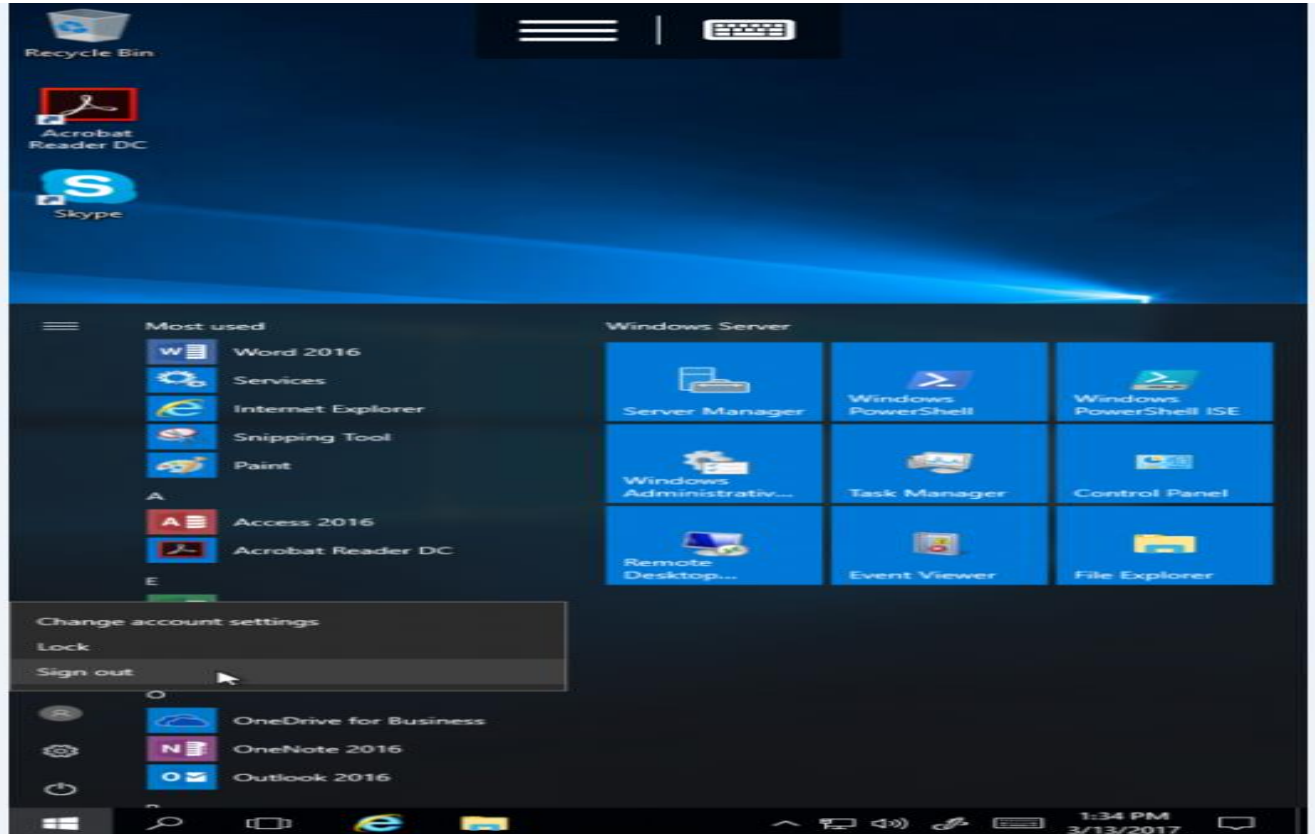 Recycle Bin
Acrobat
Reader DC
Skype
Most used
Word 2016
Services
Internet Explorer
Snipping Tool
Paint
A
Access 2016
Acrobat Reader DC
E
Change account settings
Lock
Sign out
O
OneDrive for Business
OneNote 2016
Outlook 2016
Windows Server
Server Manager
Windows
PowerShell
Windows
PowerShell ISE
Windows
Administrativ...
Task Manager
Control Panel
Remote
Desktop...
Event Viewer
File Explorer
1:34 PM
3/13/2017